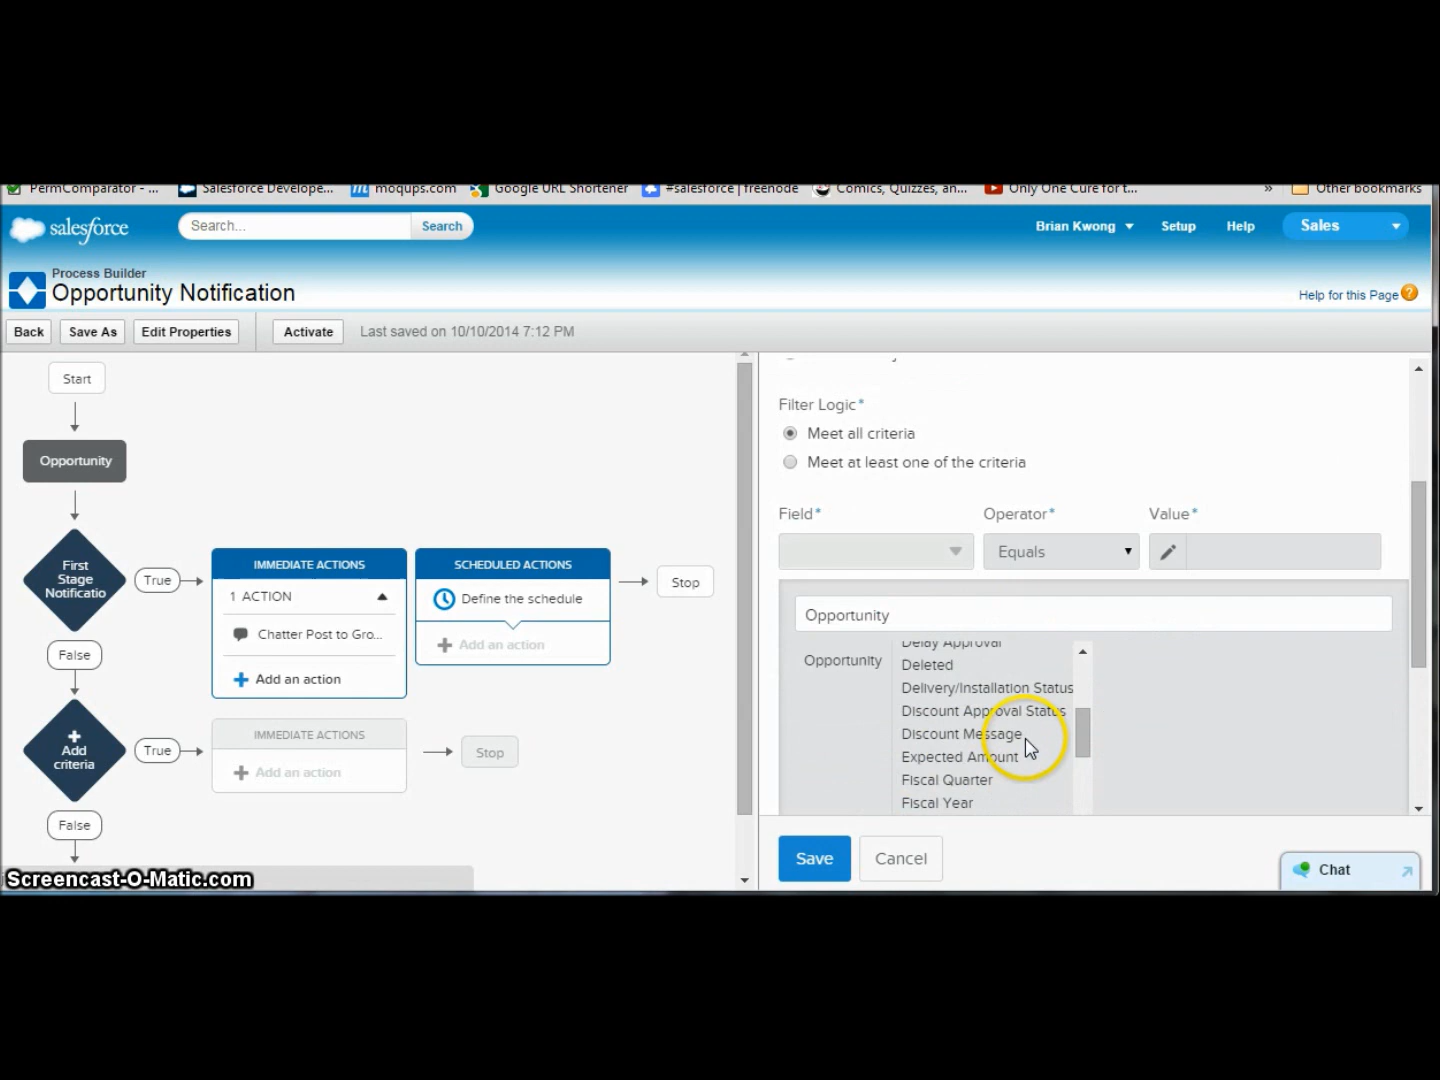 PermComparator - ...
Salesforce Develope...
moqups.com
Google URL Shortener
#salesforce | freenode
Comics, Quizzes, an...
Only One Cure for t...
»
Other bookmarks
salesforce
Search...
Search
Brian Kwong
Setup
Help
Sales
Process Builder
Opportunity Notification
Help for this Page
?
Back
Save As
Edit Properties
Activate
Last saved on 10/10/2014 7:12 PM
Start
Opportunity
First
Stage
Notificatio
True
IMMEDIATE ACTIONS
1 ACTION
Chatter Post to Gro...
Add an action
SCHEDULED ACTIONS
Define the schedule
Add an action
Stop
False
Add
criteria
True
IMMEDIATE ACTIONS
Add an action
Stop
False
Filter Logic*
Meet all criteria
Meet at least one of the criteria
Field*
Operator*
Value*
Equals
Opportunity
Opportunity
Delay Approval
Deleted
Delivery/Installation Status
Discount Approval Status
Discount Message
Expected Amount
Fiscal Quarter
Fiscal Year
Save
Cancel
Chat
Screencast-O-Matic.com